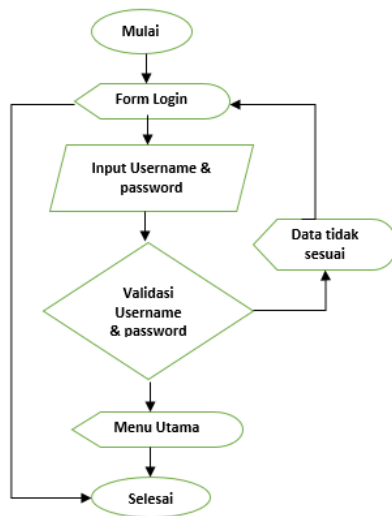 Mulai
Form Login
Input Username &
password
Data tidak
sesuai
Validasi
Username
& password
Menu Utama
Selesai